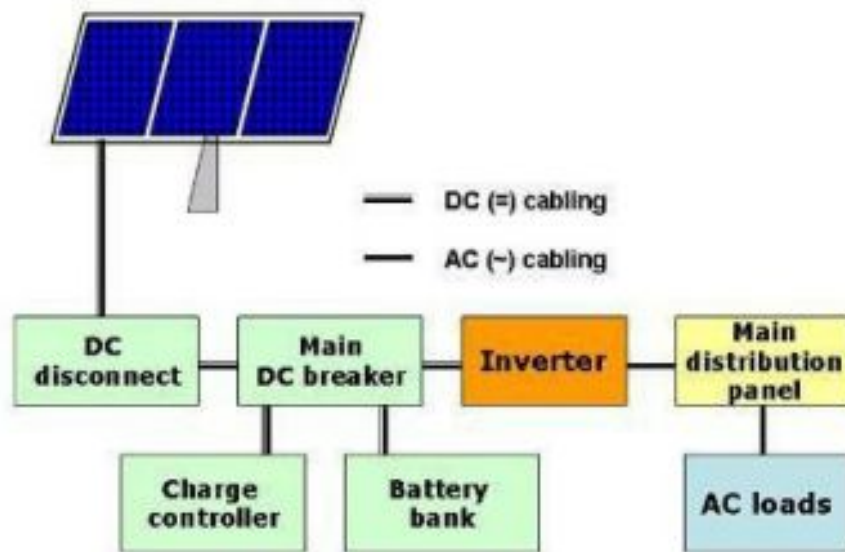 DC (=) cabling
AC (~) cabling
DC
disconnect
Main
DC breaker
Inverter
Main
distribution
panel
Charge
controller
Battery
bank
AC loads